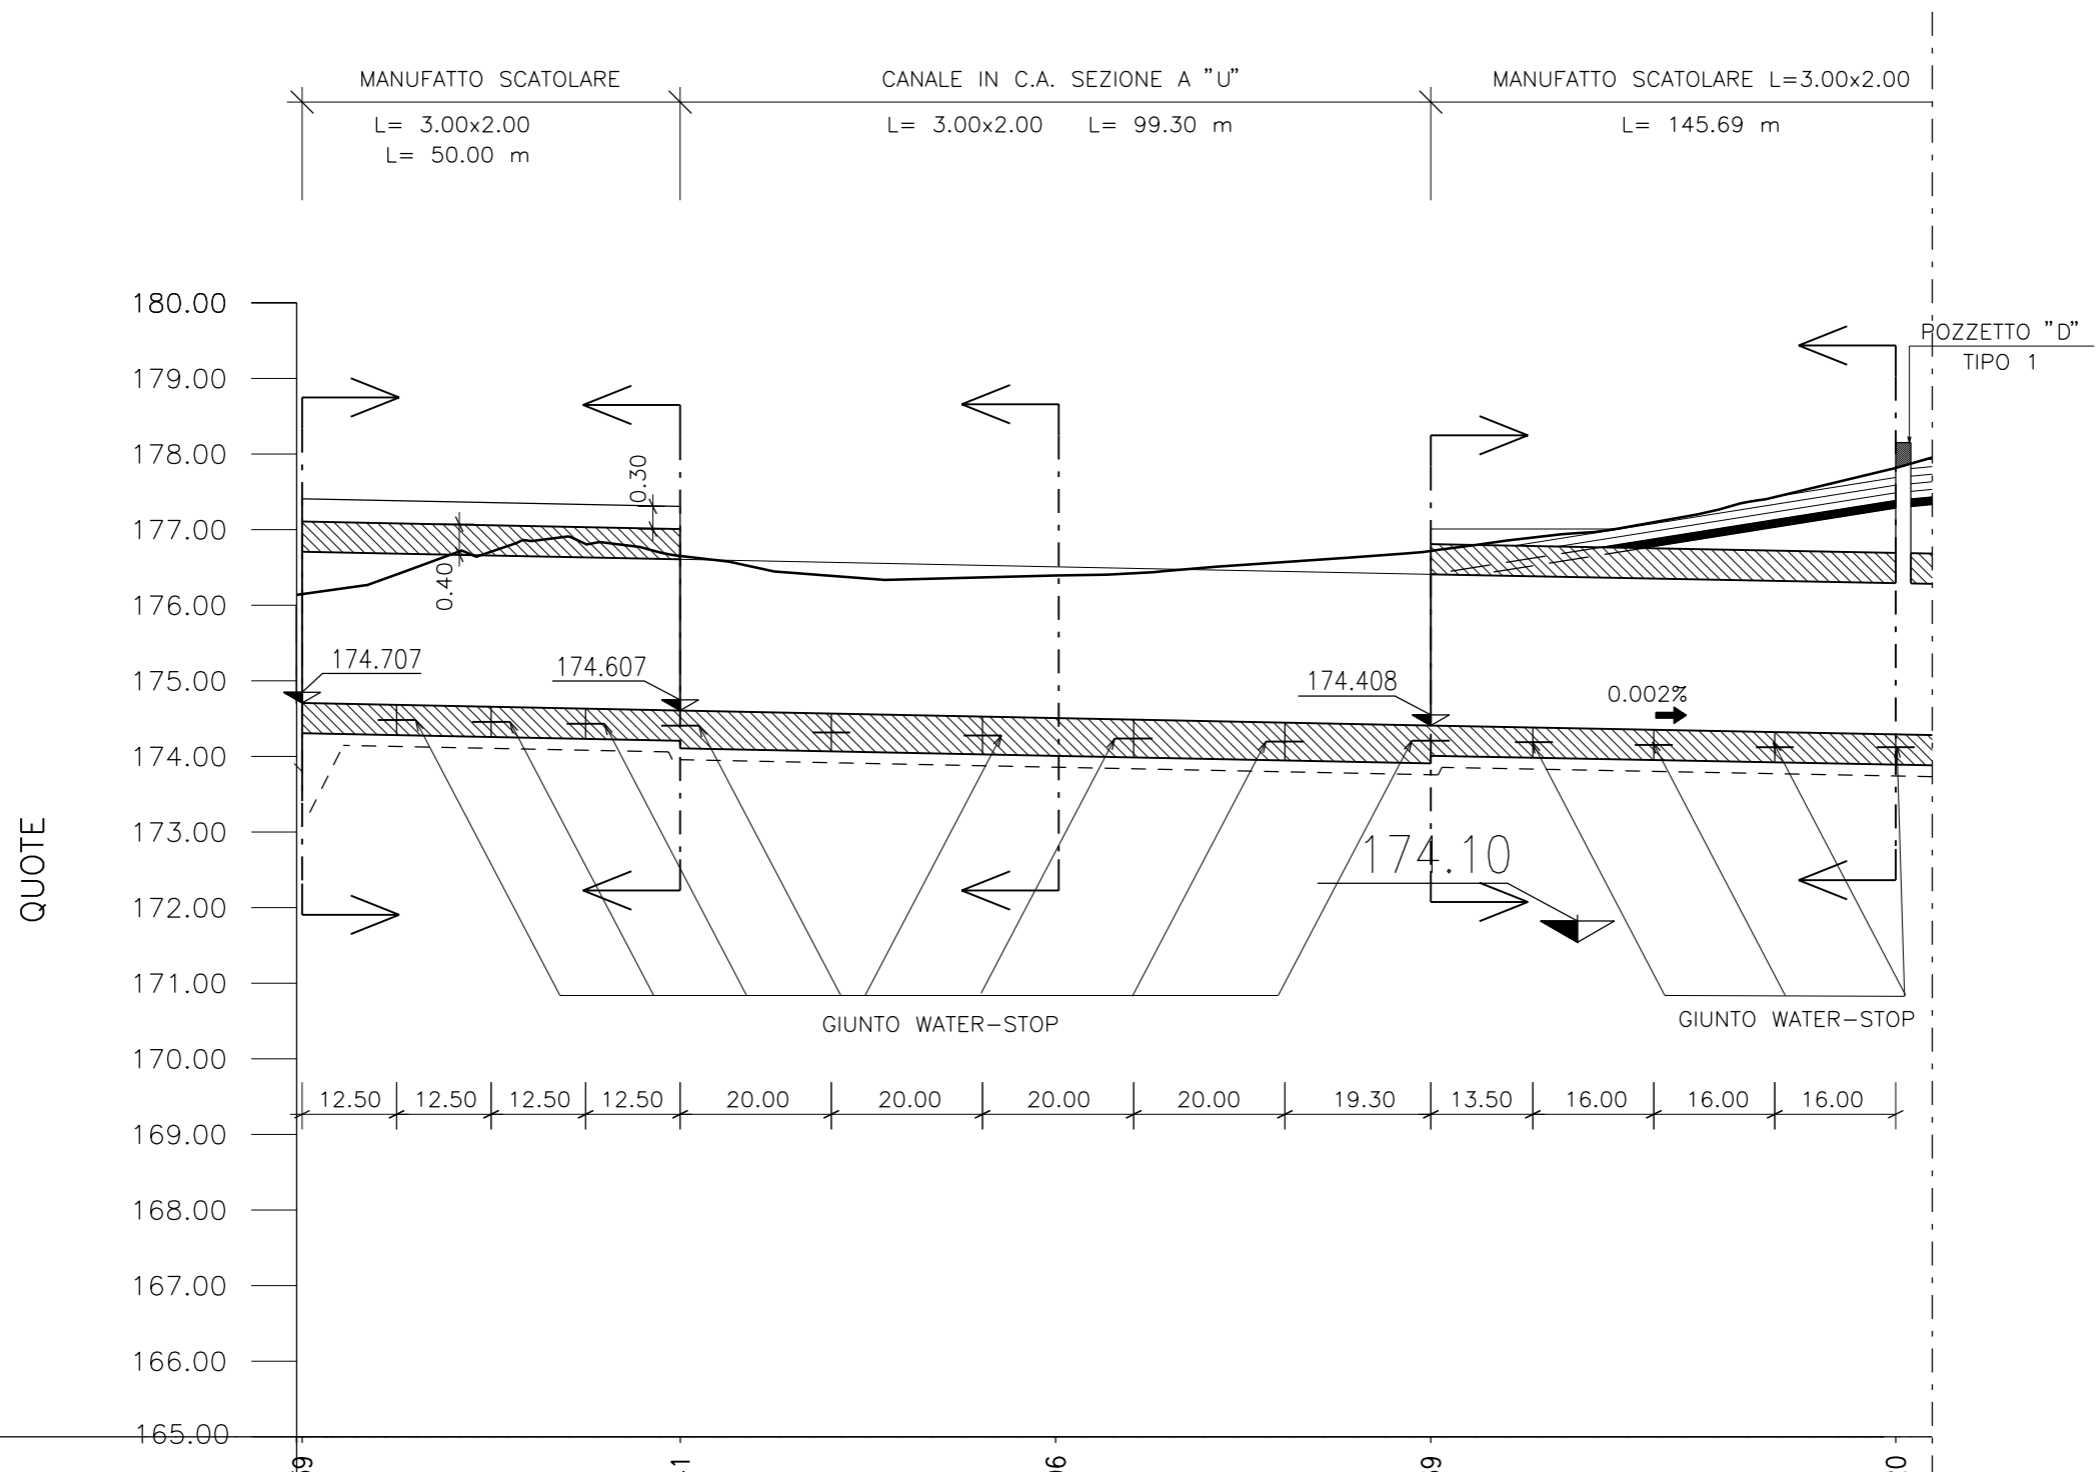 MANUFATTO SCATOLARE
L= 3.00x2.00
L= 50.00 m
CANALE IN C.A. SEZIONE A "U"
L= 3.00x2.00 L= 99.30 m
MANUFATTO SCATOLARE L=3.00x2.00
L= 145.69 m
POZZETTO "D"
TIPO 1
QUOTE
180.00
179.00
178.00
177.00
176.00
175.00
174.00
173.00
172.00
171.00
170.00
169.00
168.00
167.00
166.00
165.00
0.30
0.40
174.707
174.607
174.408
0.002%
174.10
GIUNTO WATER-STOP
GIUNTO WATER-STOP
12.50 12.50 12.50 12.50 20.00 20.00 20.00 20.00 19.30 13.50 16.00 16.00 16.00